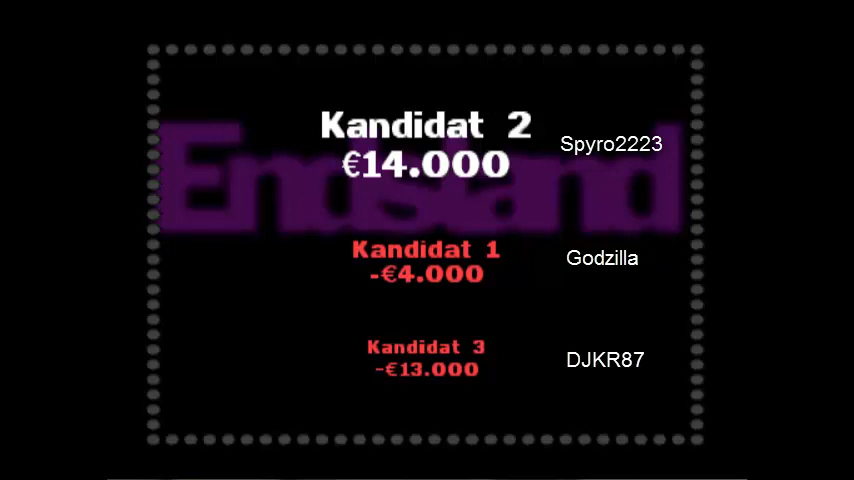 Endstand
Kandidat 2
€14.000
Spyro2223
Kandidat 1
-€4.000
Godzilla
Kandidat 3
-€13.000
DJKR87